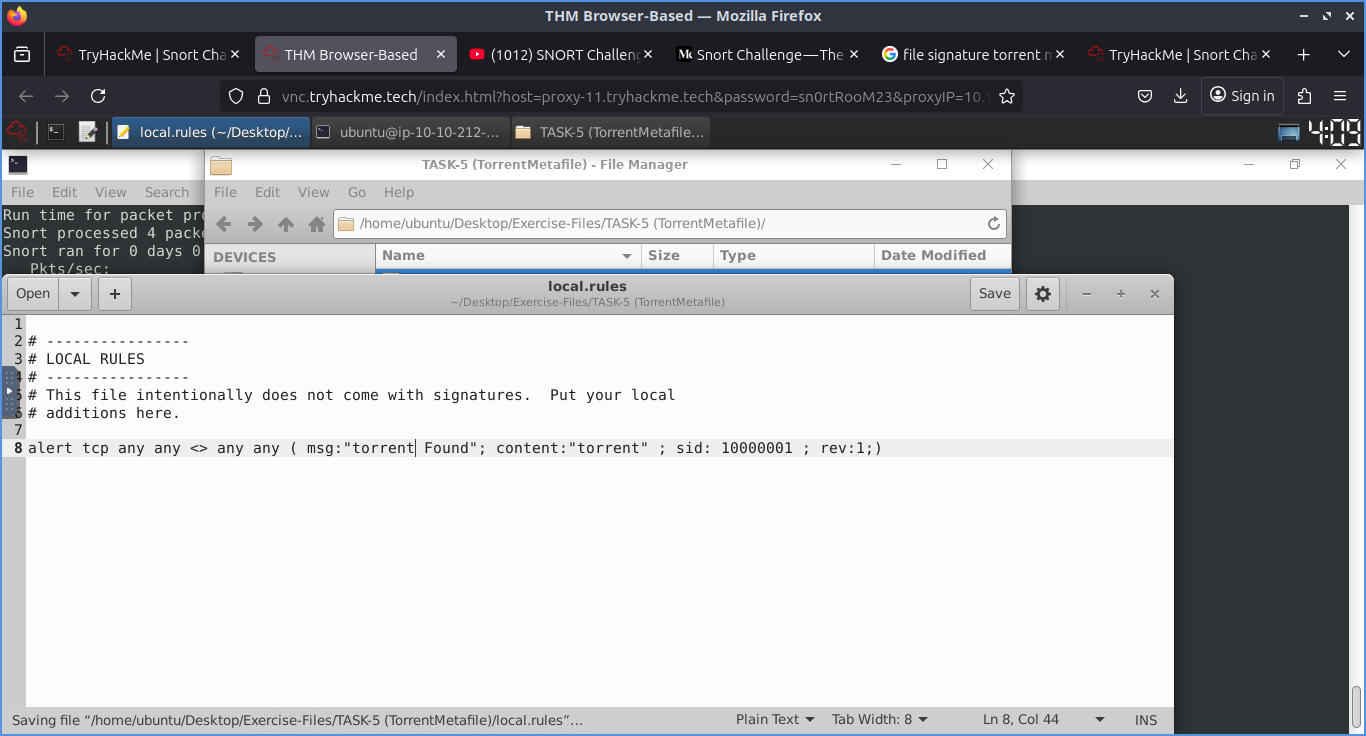 THM Browser-Based — Mozilla Firefox
TryHackMe | Snort Cha
THM Browser-Based
(1012) SNORT Challeng
Snort Challenge — The
file signature torrent
TryHackMe | Snort Cha
vnc.tryhackme.tech/index.html?host=proxy-11.tryhackme.tech&password=sn0rtRooM23&proxyIP=10.1
Sign in
local.rules (~/Desktop/...
ubuntu@ip-10-10-212-...
TASK-5 (TorrentMetafile...
4:09
TASK-5 (TorrentMetafile) - File Manager
File Edit View Search
File Edit View Go Help
Run time for packet pro
Snort processed 4 packe
Snort ran for 0 days 0
Pkts/sec:
/home/ubuntu/Desktop/Exercise-Files/TASK-5 (TorrentMetafile)/
DEVICES
Name Size Type Date Modified
Open
local.rules
~/Desktop/Exercise-Files/TASK-5 (TorrentMetafile)
Save
1
2 # ----------------
3 # LOCAL RULES
4 # ----------------
5 # This file intentionally does not come with signatures.  Put your local
6 # additions here.
7
8 alert tcp any any <> any any ( msg:"torrent Found"; content:"torrent" ; sid: 10000001 ; rev:1;)
Saving file “/home/ubuntu/Desktop/Exercise-Files/TASK-5 (TorrentMetafile)/local.rules”...
Plain Text
Tab Width: 8
Ln 8, Col 44
INS